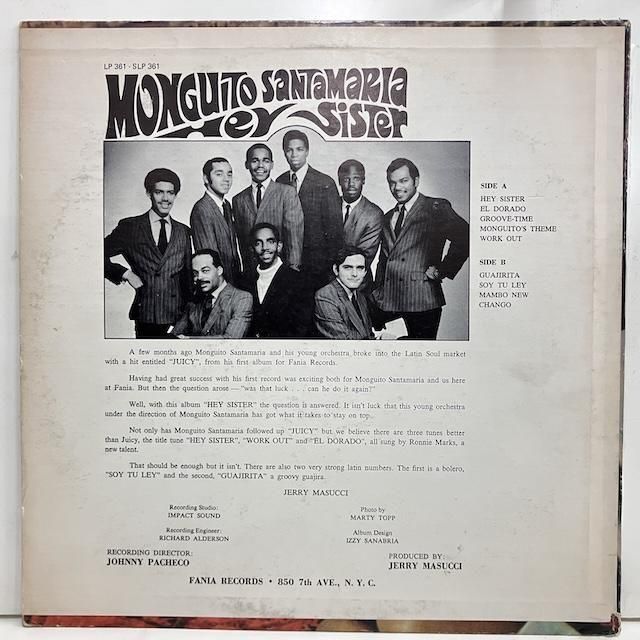 LP 361 · SLP 361
MONGUITO SANTAMARIA
Hey Sister
SIDE A
HEY SISTER
EL DORADO
GROOVE-TIME
MONGUITO'S THEME
WORK OUT
SIDE B
GUAJIRITA
SOY TU LEY
MAMBO NEW
CHANGO
A few months ago Monguito Santamaria and his young orchestra broke into the Latin Soul market
with a hit entitled "JUICY", from his first album for Fania Records.
Having had great success with his first record was exciting both for Monguito Santamaria and us here
at Fania. But then the question arose — "was that luck . . . can he do it again?"
Well, with this album "HEY SISTER" the question is answered. It isn't luck that this young orchestra
under the direction of Monguito Santamaria has got what it takes to stay on top.
Not only has Monguito Santamaria followed up "JUICY" but we believe there are three tunes better
than Juicy, the title tune "HEY SISTER", "WORK OUT" and "EL DORADO", all sung by Ronnie Marks, a
new talent.
That should be enough but it isn't. There are also two very strong latin numbers. The first is a bolero,
"SOY TU LEY" and the second, "GUAJIRITA" a groovy guajira.
JERRY MASUCCI
Recording Studio:
IMPACT SOUND
Photo by
MARTY TOPP
Recording Engineer:
RICHARD ALDERSON
Album Design
IZZY SANABRIA
RECORDING DIRECTOR:
JOHNNY PACHECO
PRODUCED BY:
JERRY MASUCCI
FANIA RECORDS • 850 7th AVE., N. Y. C.